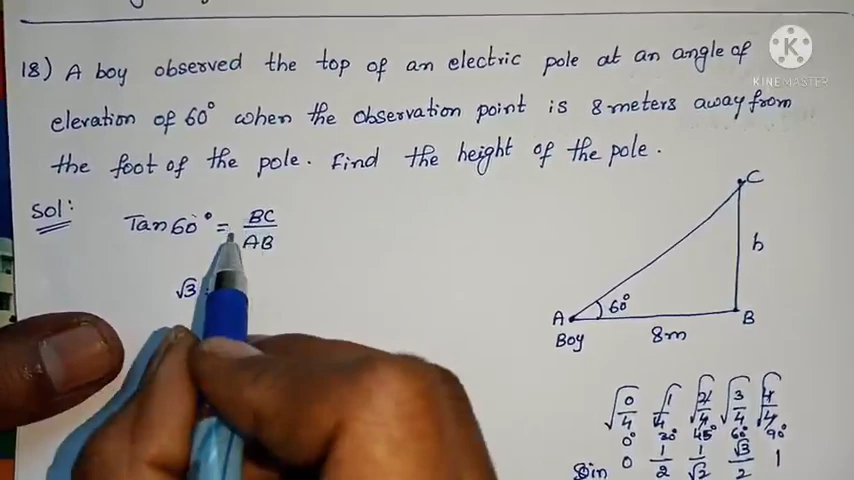 18) A boy observed the top of an electric pole at an angle of
elevation of 60° when the observation point is 8 meters away from
the foot of the pole. Find the height of the pole.
Sol:
Tan 60° = BC/AB
√3
C
h
A 60° B
Boy 8m
√0/4 √1/4 √2/4 √3/4 √4/4
0° 30° 45° 60° 90°
Sin 0 1/2 1/√2 √3/2 1
K
KINEMASTER